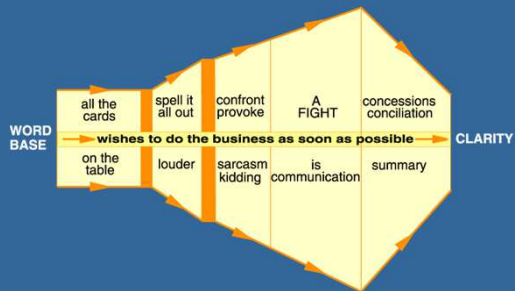 all the
cards
spell it
all out
confront
provoke
A
FIGHT
concessions
conciliation
WORD
BASE
wishes to do the business as soon as possible
CLARITY
on the
table
louder
sarcasm
kidding
is
communication
summary